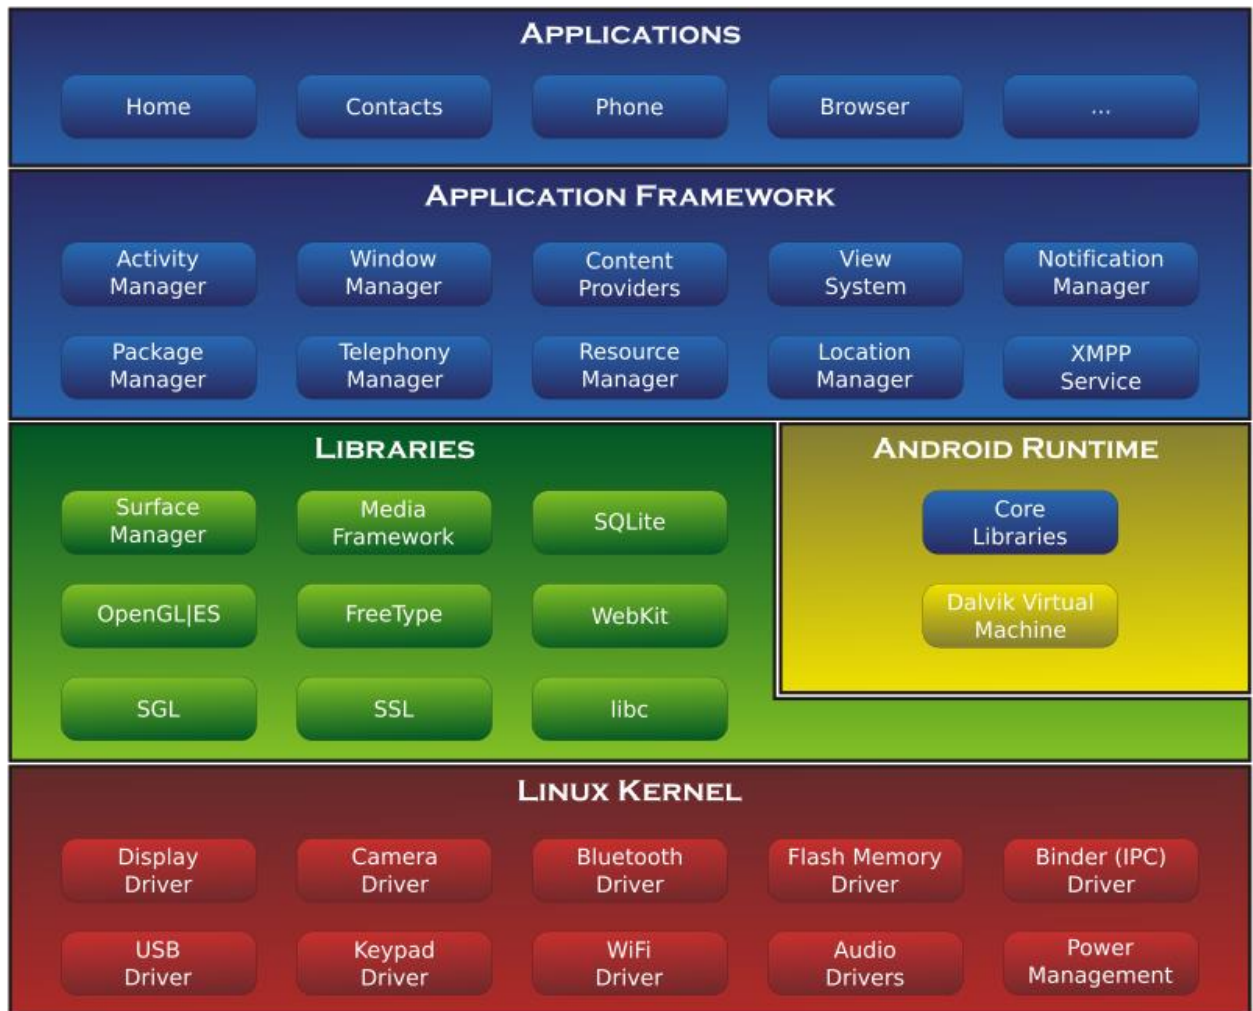 APPLICATIONS
Home
Contacts
Phone
Browser
...
APPLICATION FRAMEWORK
Activity
Manager
Window
Manager
Content
Providers
View
System
Notification
Manager
Package
Manager
Telephony
Manager
Resource
Manager
Location
Manager
XMPP
Service
LIBRARIES
Surface
Manager
Media
Framework
SQLite
OpenGL|ES
FreeType
WebKit
SGL
SSL
libc
ANDROID RUNTIME
Core
Libraries
Dalvik Virtual
Machine
LINUX KERNEL
Display
Driver
Camera
Driver
Bluetooth
Driver
Flash Memory
Driver
Binder (IPC)
Driver
USB
Driver
Keypad
Driver
WiFi
Driver
Audio
Drivers
Power
Management